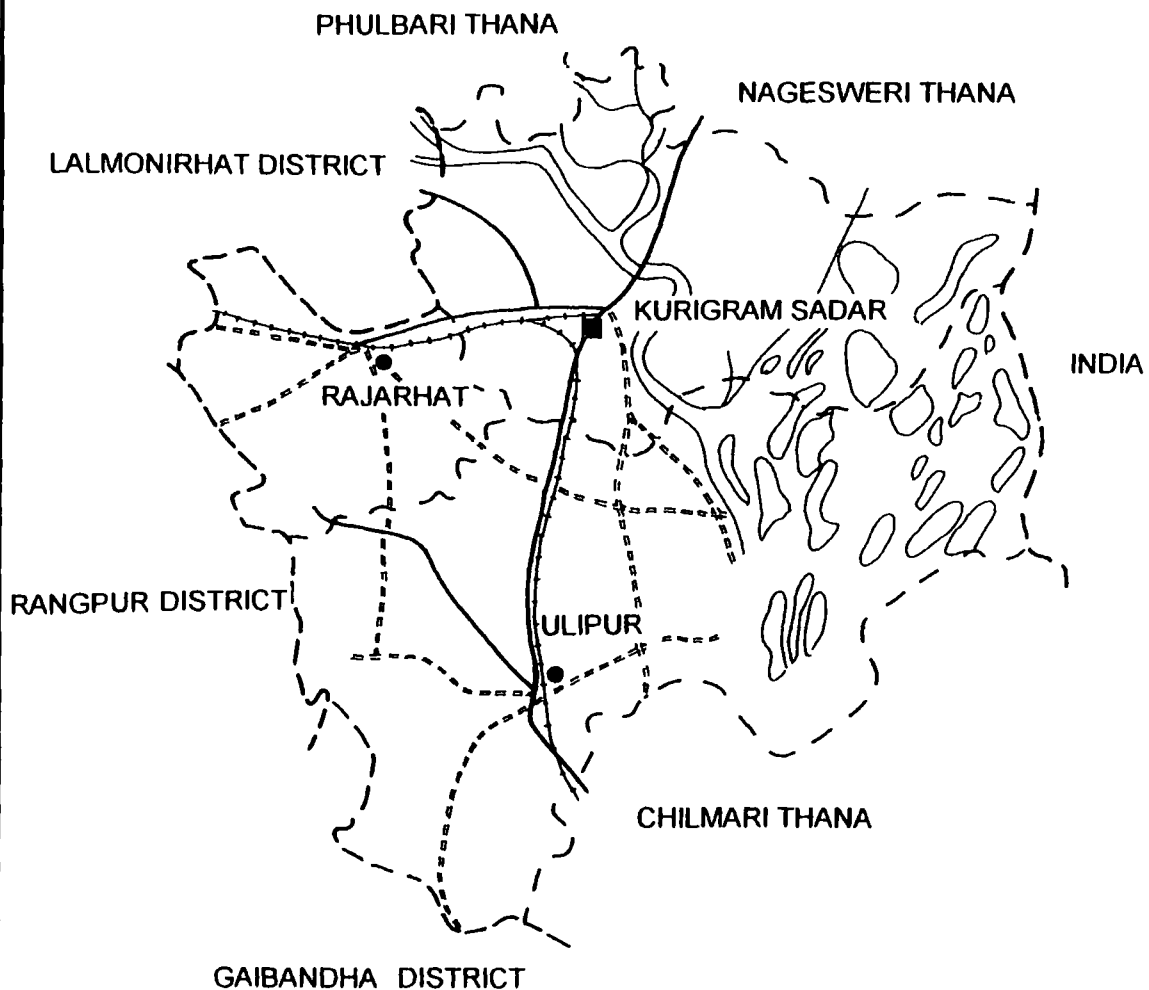 PHULBARI THANA
NAGESWERI THANA
LALMONIRHAT DISTRICT
KURIGRAM SADAR
INDIA
RAJARHAT
RANGPUR DISTRICT
ULIPUR
CHILMARI THANA
GAIBANDHA DISTRICT